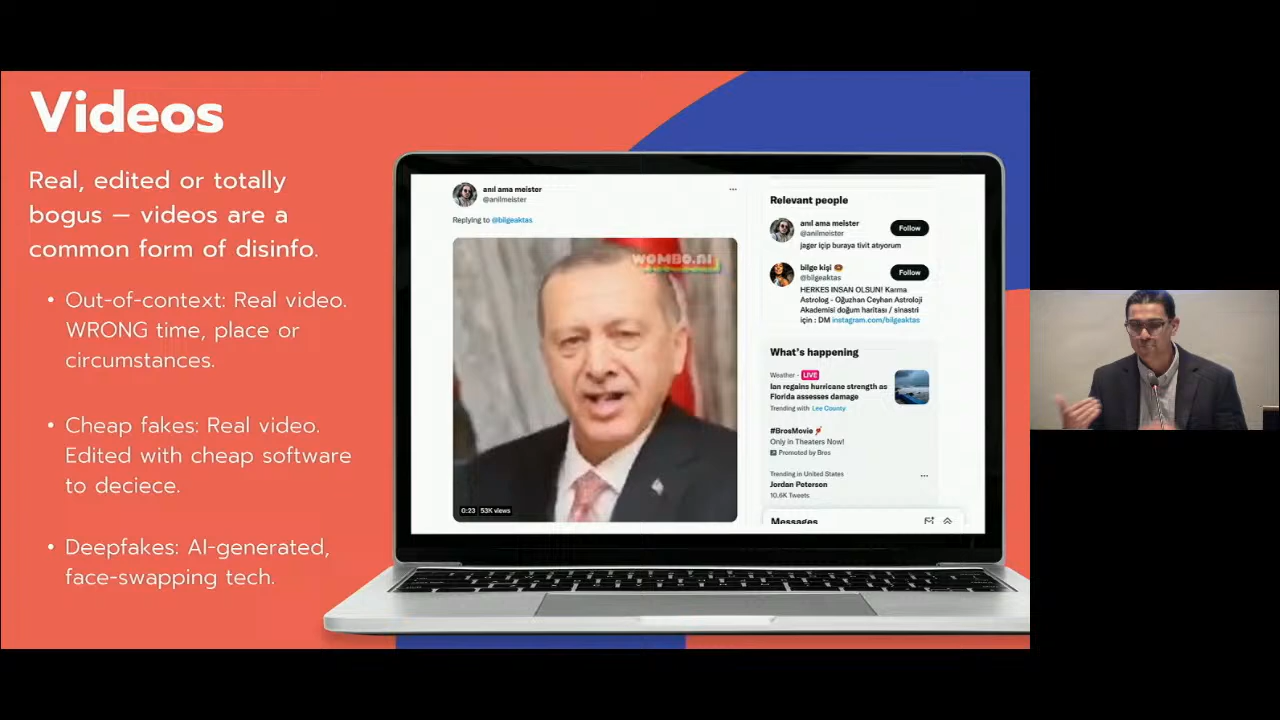 Videos
Real, edited or totally
bogus — videos are a
common form of disinfo.
• Out-of-context: Real video.
WRONG time, place or
circumstances.
• Cheap fakes: Real video.
Edited with cheap software
to deciece.
• Deepfakes: AI-generated,
face-swapping tech.
anıl ama meister
@anilmeister
Replying to @bilgeaktas
WOMBO.AI
0:23 53K views
Relevant people
anıl ama meister
@anilmeister
Follow
jager içip buraya tivit atıyorum
bilge kişi
@bilgeaktas
Follow
HERKES INSAN OLSUN! Karma
Astrolog - Oğuzhan Ceyhan Astroloji
Akademisi doğum haritası / sinastri
için : DM instagram.com/bilgeaktas
What's happening
Weather · LIVE
Ian regains hurricane strength as
Florida assesses damage
Trending with Lee County
#BrosMovie
Only in Theaters Now!
Promoted by Bros
Trending in United States
Jordan Peterson
10.6K Tweets
Messages